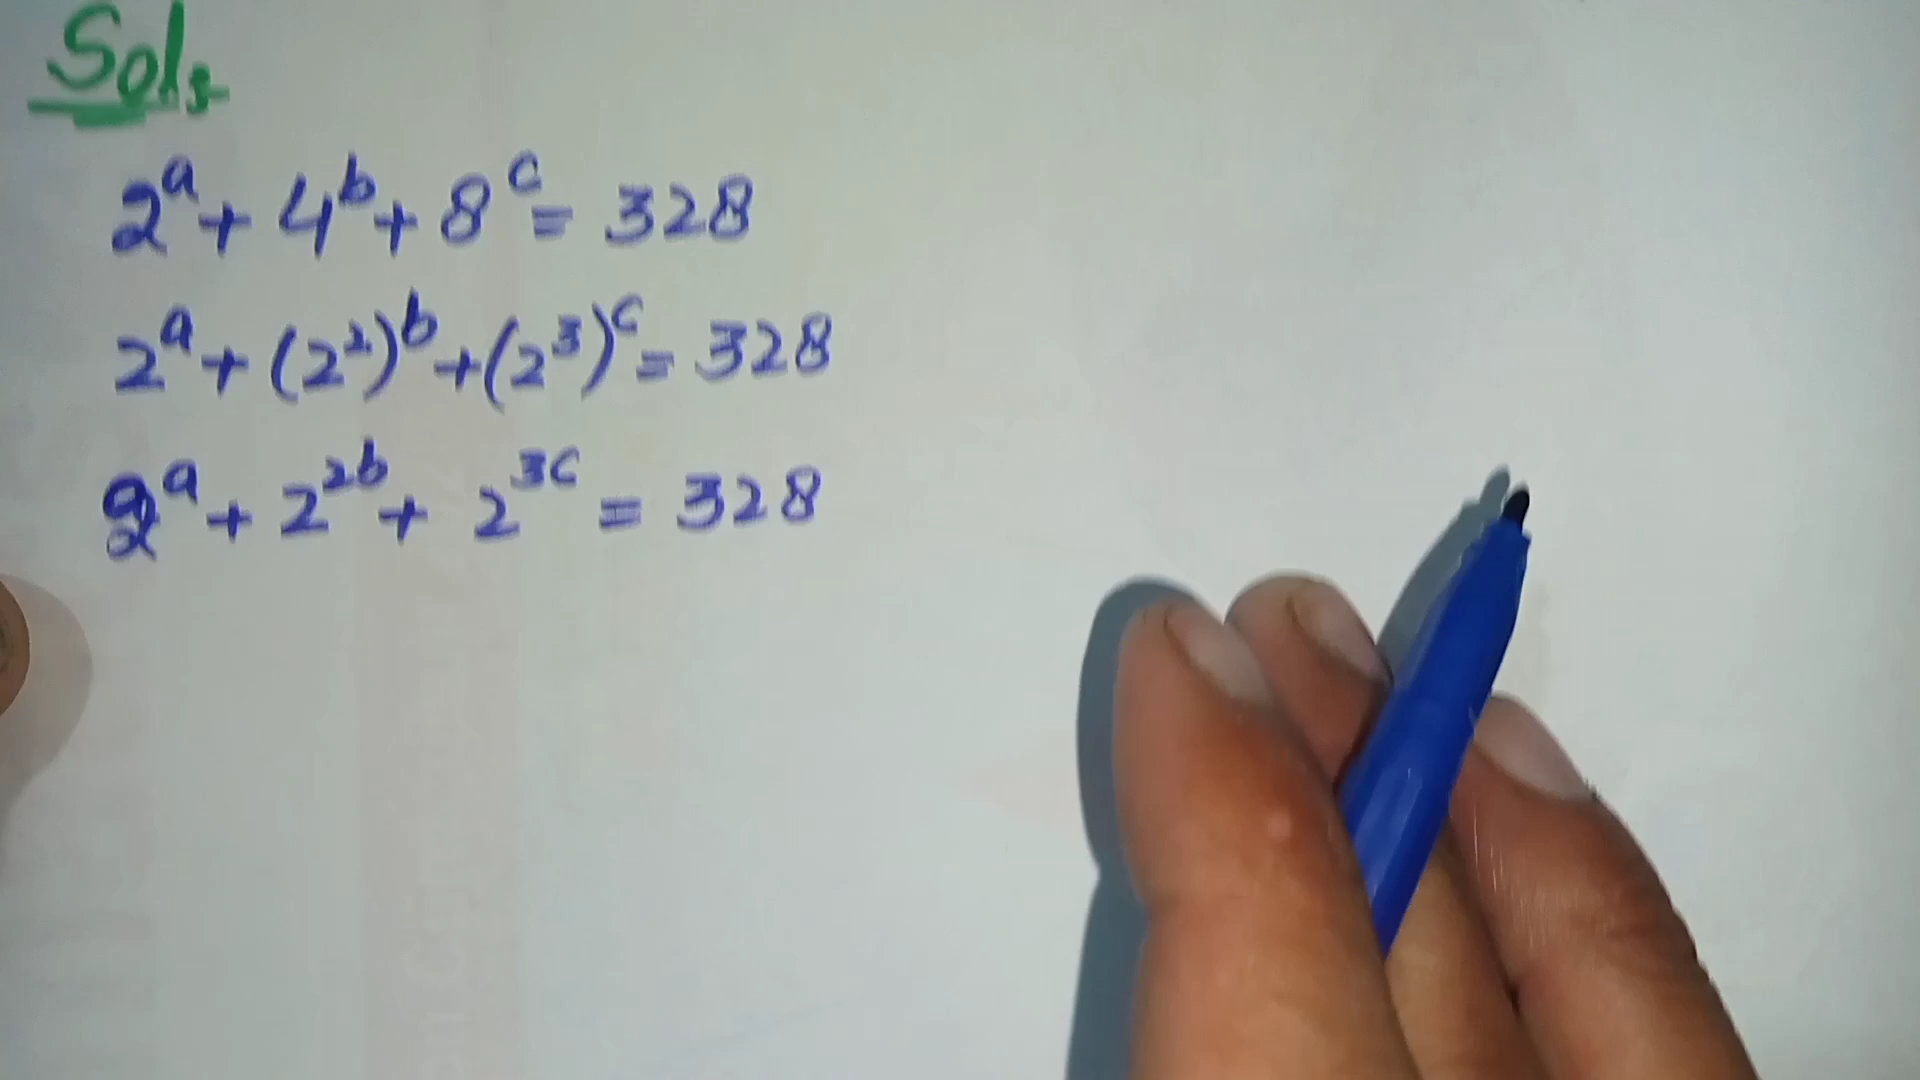 Sol:-
2^a + 4^b + 8^c = 328
2^a + (2^2)^b + (2^3)^c = 328
2^a + 2^2b + 2^3c = 328